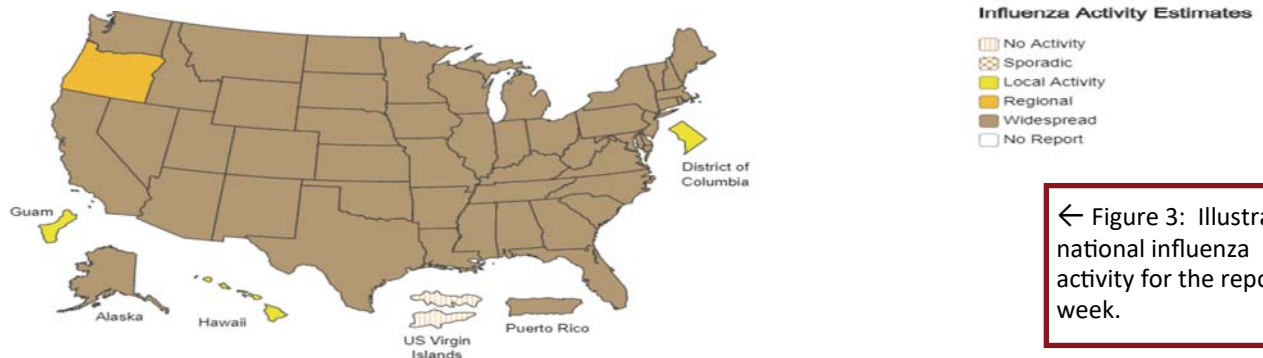 Influenza Activity Estimates
No Activity
Sporadic
Local Activity
Regional
Widespread
No Report
District of
Columbia
Guam
Alaska
Hawaii
US Virgin
Islands
Puerto Rico
← Figure 3: Illustra
national influenza
activity for the repo
week.